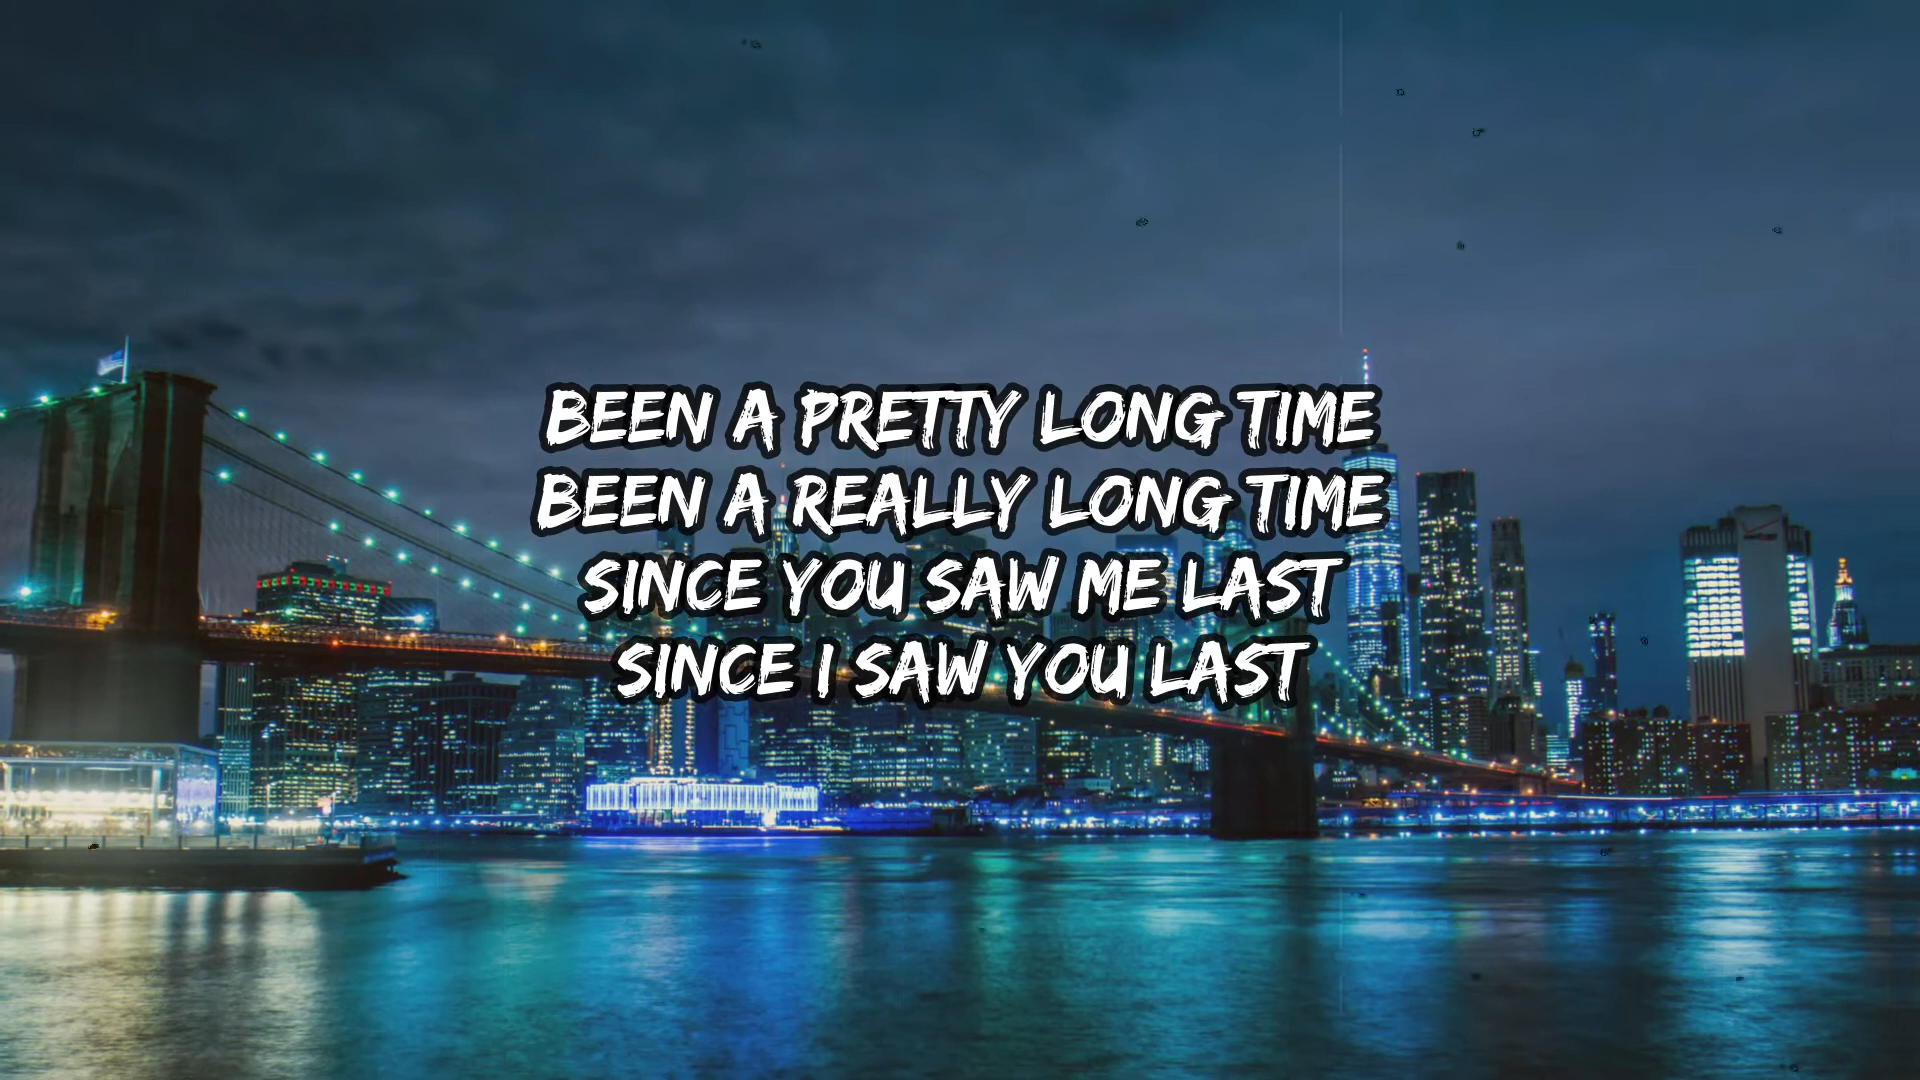 BEEN A PRETTY LONG TIME
BEEN A REALLY LONG TIME
SINCE YOU SAW ME LAST
SINCE I SAW YOU LAST